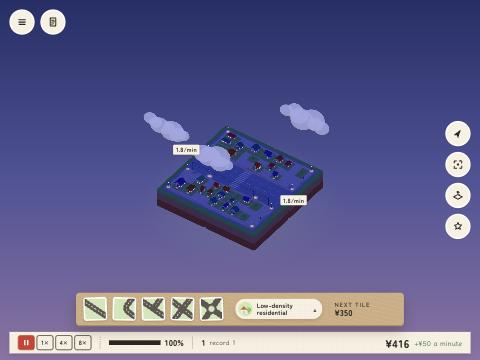 1.8/min
1.8/min
Low-density
residential
NEXT TILE
¥350
1×
4×
8×
100%
1 record 1
¥416 +¥50 a minute